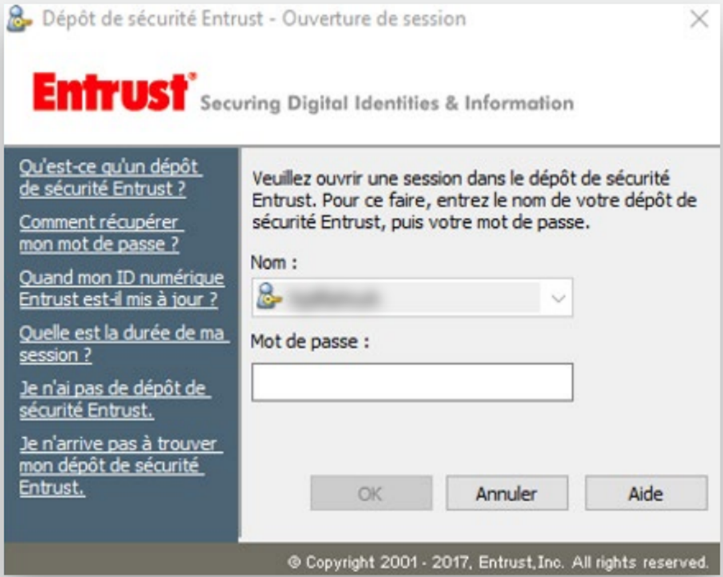 Dépôt de sécurité Entrust - Ouverture de session
Entrust® Securing Digital Identities & Information
Qu'est-ce qu'un dépôt
de sécurité Entrust ?
Comment récupérer
mon mot de passe ?
Quand mon ID numérique
Entrust est-il mis à jour ?
Quelle est la durée de ma
session ?
Je n'ai pas de dépôt de
sécurité Entrust.
Je n'arrive pas à trouver
mon dépôt de sécurité
Entrust.
Veuillez ouvrir une session dans le dépôt de sécurité
Entrust. Pour ce faire, entrez le nom de votre dépôt de
sécurité Entrust, puis votre mot de passe.
Nom :
Mot de passe :
OK Annuler Aide
© Copyright 2001 - 2017, Entrust,Inc. All rights reserved.